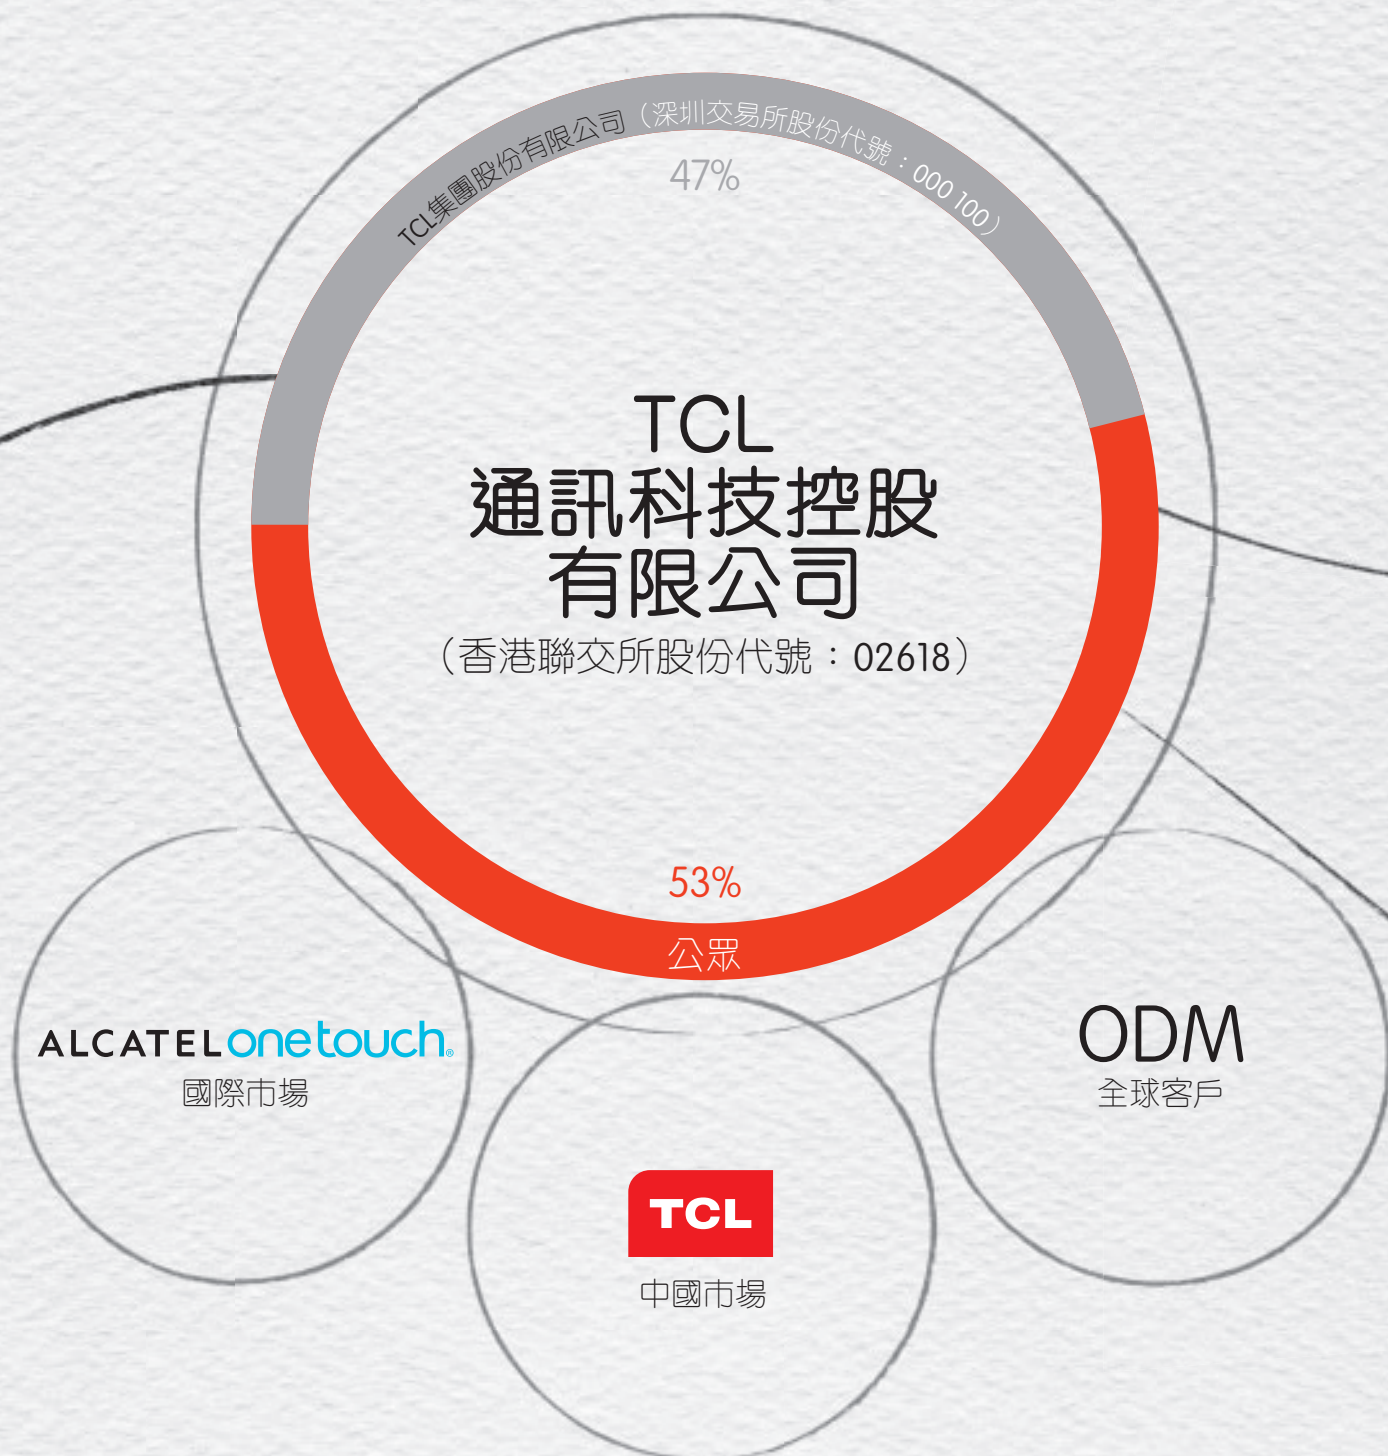 TCL集團股份有限公司（深圳交易所股份代號：000 100）
47%
TCL
通訊科技控股
有限公司
（香港聯交所股份代號：02618）
53%
公眾
ALCATELonetouch®
國際市場
ODM
全球客戶
TCL
中國市場